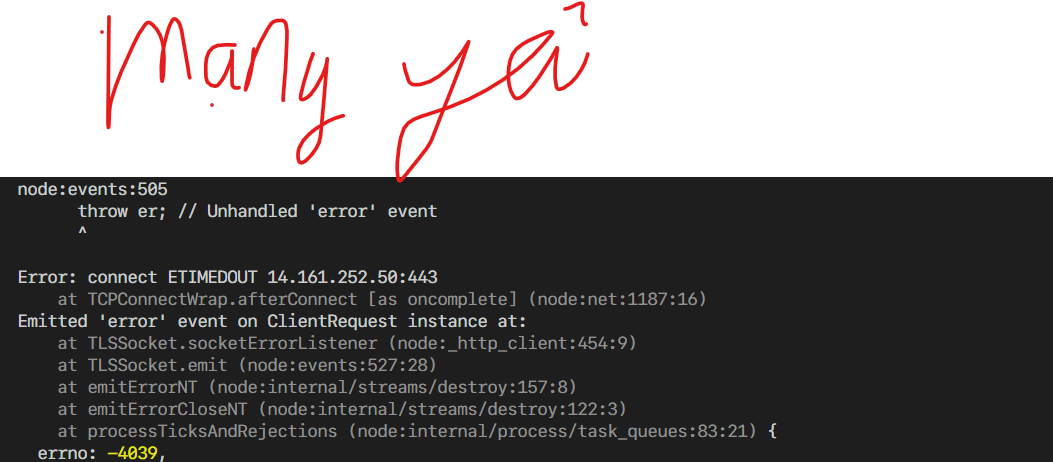 mạng yả
node:events:505
      throw er; // Unhandled 'error' event
      ^
Error: connect ETIMEDOUT 14.161.252.50:443
    at TCPConnectWrap.afterConnect [as oncomplete] (node:net:1187:16)
Emitted 'error' event on ClientRequest instance at:
    at TLSSocket.socketErrorListener (node:_http_client:454:9)
    at TLSSocket.emit (node:events:527:28)
    at emitErrorNT (node:internal/streams/destroy:157:8)
    at emitErrorCloseNT (node:internal/streams/destroy:122:3)
    at processTicksAndRejections (node:internal/process/task_queues:83:21) {
  errno: -4039,